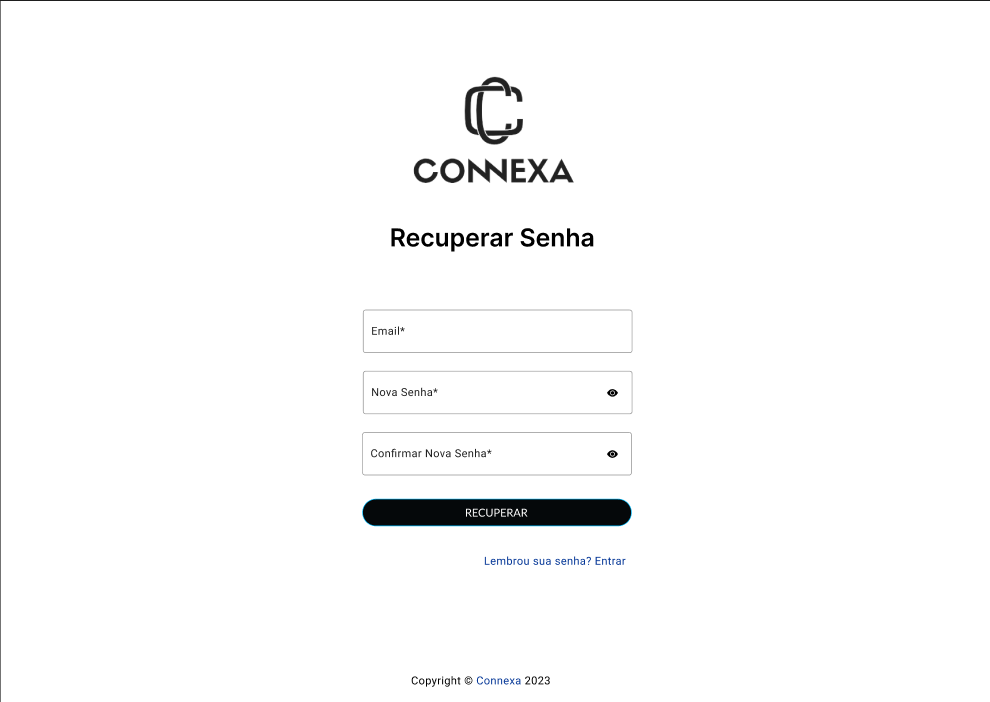 CONNEXA
Recuperar Senha
Email*
Nova Senha*
Confirmar Nova Senha*
RECUPERAR
Lembrou sua senha? Entrar
Copyright © Connexa 2023